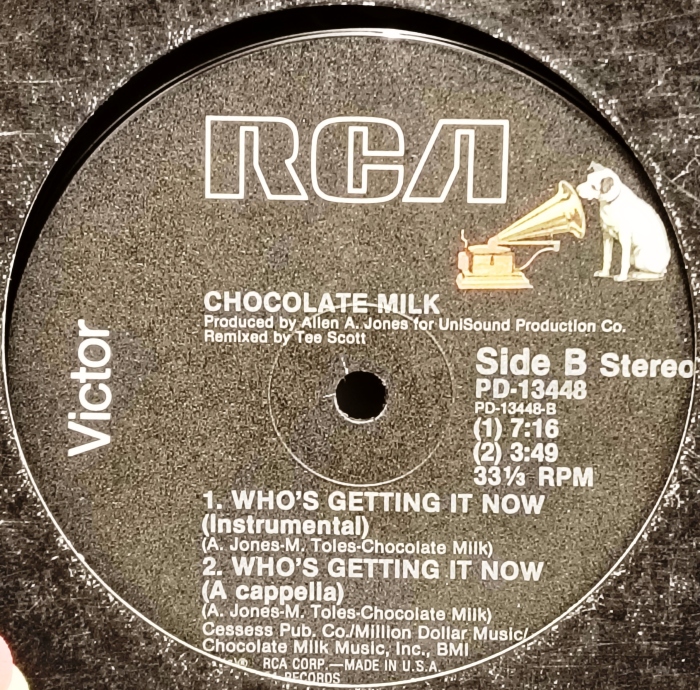 RCA
Victor
CHOCOLATE MILK
Produced by Allen A. Jones for UniSound Production Co.
Remixed by Tee Scott
Side B Stereo
PD-13448
PD-13448-B
(1) 7:16
(2) 3:49
33⅓ RPM
1. WHO'S GETTING IT NOW
(Instrumental)
(A. Jones-M. Toles-Chocolate Milk)
2. WHO'S GETTING IT NOW
(A cappella)
(A. Jones-M. Toles-Chocolate Milk)
Cessess Pub. Co./Million Dollar Music/
Chocolate Milk Music, Inc., BMI
® RCA CORP.—MADE IN U.S.A.
RECORDS